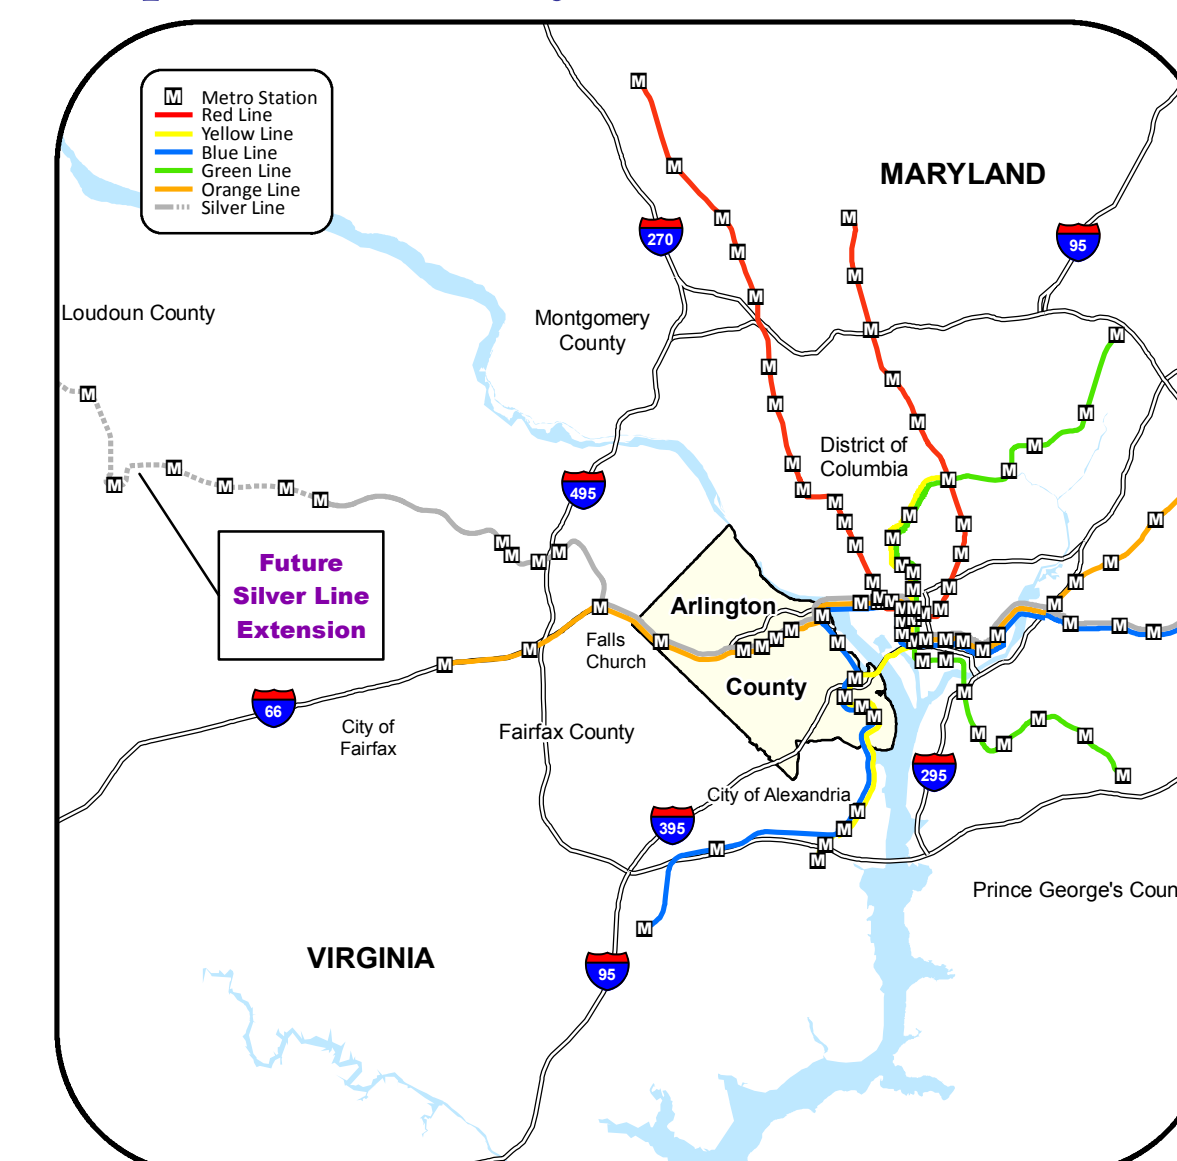 M Metro Station
Red Line
Yellow Line
Blue Line
Green Line
Orange Line
Silver Line
MARYLAND
270
95
Loudoun County
Montgomery
County
District of
Columbia
495
Future
Silver Line
Extension
Arlington
County
Falls
Church
66
City of
Fairfax
Fairfax County
295
City of Alexandria
395
Prince George's Coun
VIRGINIA
95